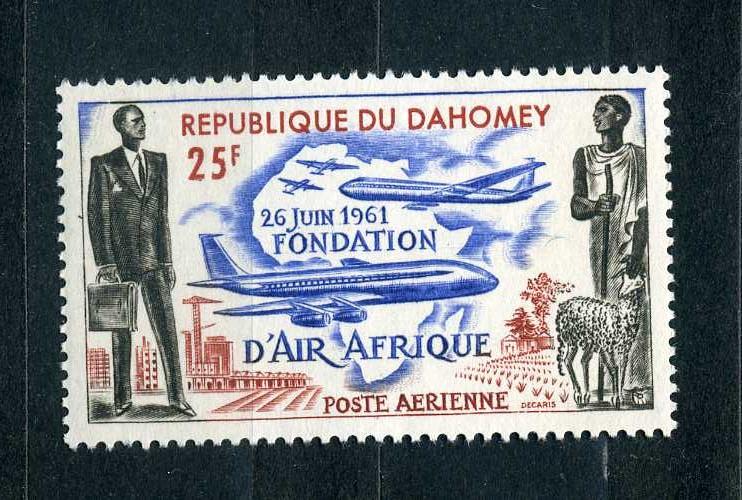 REPUBLIQUE DU DAHOMEY
25F
26 JUIN 1961
FONDATION
D'AIR AFRIQUE
POSTE AERIENNE
DECARIS